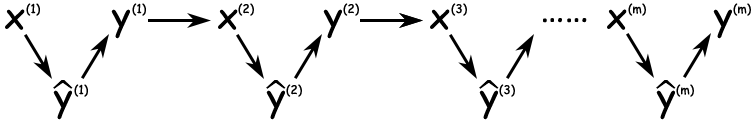 x(1) y(1) x(2) y(2) x(3) ...... x(m) y(m)
ŷ(1) ŷ(2) ŷ(3) ŷ(m)